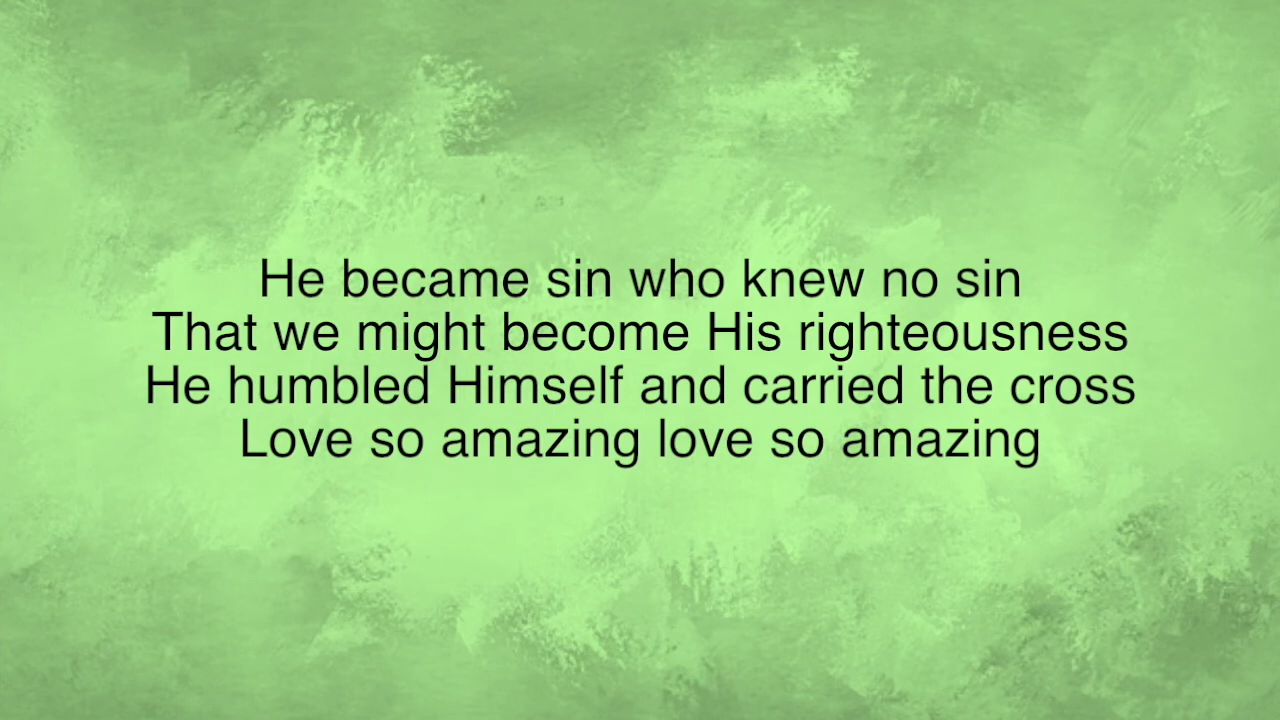 He became sin who knew no sin
That we might become His righteousness
He humbled Himself and carried the cross
Love so amazing love so amazing